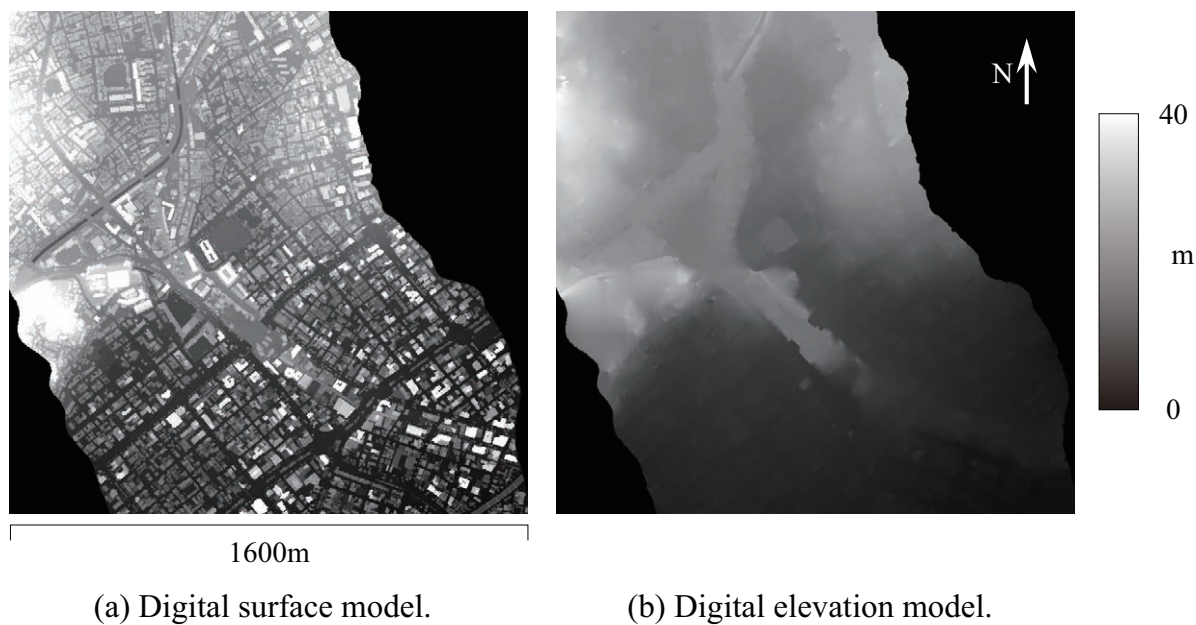 N
40
m
0
1600m
(a) Digital surface model.
(b) Digital elevation model.